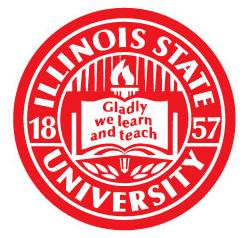 ILLINOIS STATE
18 57
Gladly
we learn
and teach
UNIVERSITY